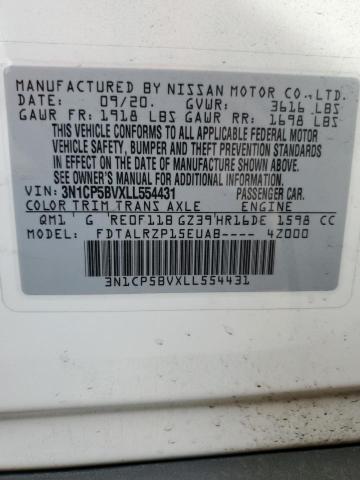 MANUFACTURED BY NISSAN MOTOR CO., LTD.
DATE: 09/20. GVWR: 3616 LBS
GAWR FR: 1918 LBS GAWR RR: 1698 LBS
THIS VEHICLE CONFORMS TO ALL APPLICABLE FEDERAL MOTOR
VEHICLE SAFETY, BUMPER AND THEFT PREVENTION STANDARDS
IN EFFECT ON THE DATE OF MANUFACTURE SHOWN ABOVE.
SEE OWNER'S MANUAL FOR ADDITIONAL INFORMATION
VIN: 3N1CP5BVXLL554431 PASSENGER CAR.
COLOR TRIM TRANS AXLE ENGINE
QM1 G RE0F11B GZ39 HR16DE 1598 CC
MODEL: FDTALRZP15EUA8---- 4Z000
3N1CP5BVXLL554431